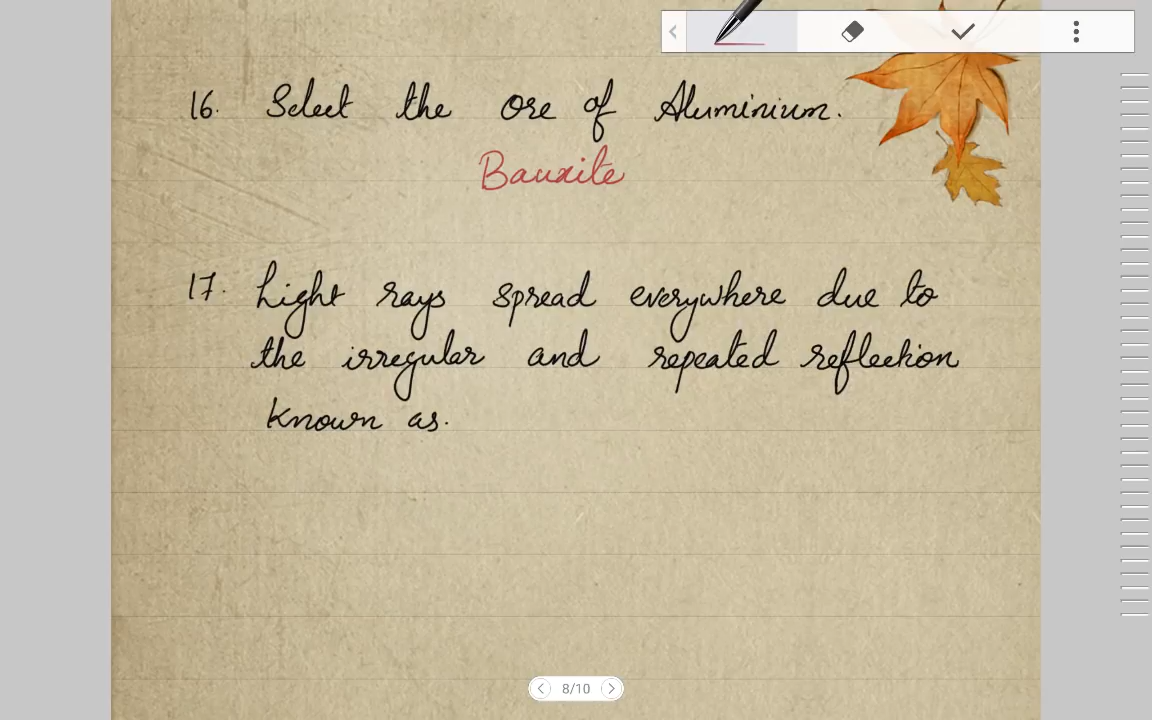 16. Select the ore of Aluminium.
Bauxite
17. Light rays spread everywhere due to
the irregular and repeated reflection
known as.
8/10